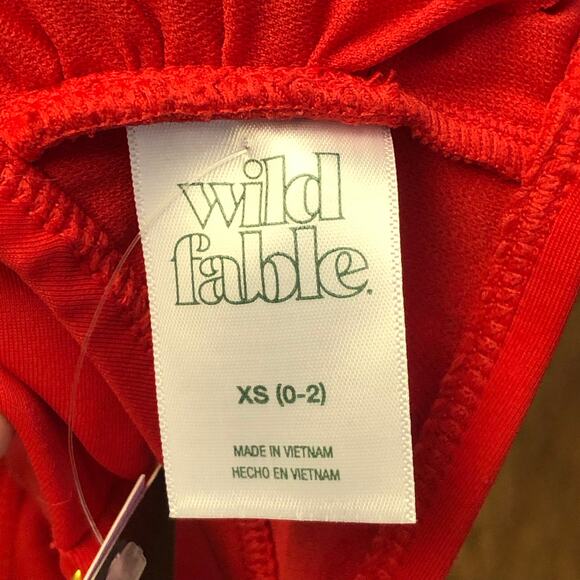 wild
fable.
XS (0-2)
MADE IN VIETNAM
HECHO EN VIETNAM